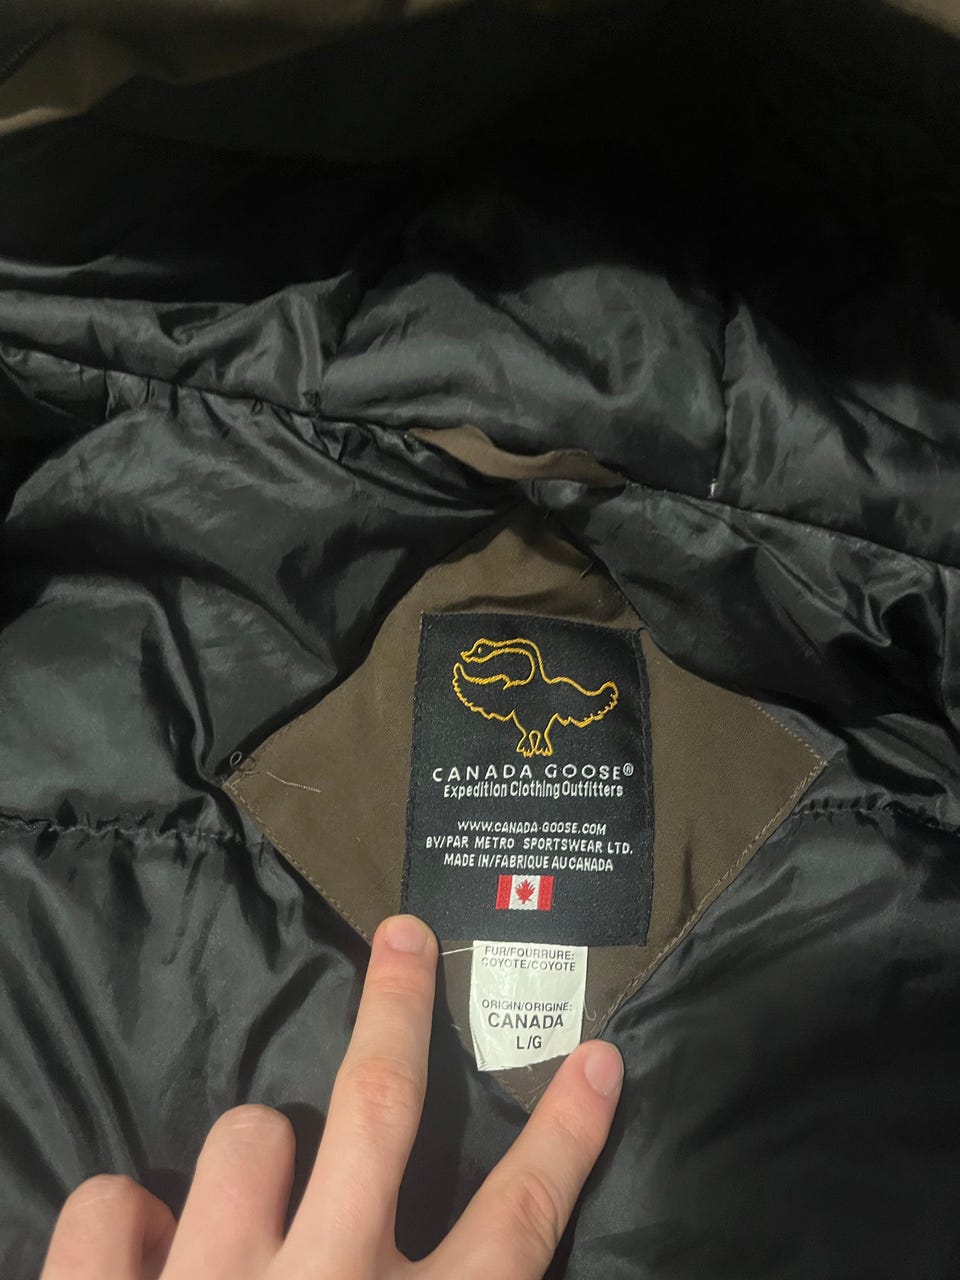 CANADA GOOSE®
Expedition Clothing Outfitters
WWW.CANADA-GOOSE.COM
BY/PAR METRO SPORTSWEAR LTD.
MADE IN/FABRIQUE AU CANADA
FUR/FOURRURE:
COYOTE/COYOTE
ORIGIN/ORIGINE:
CANADA
L/G